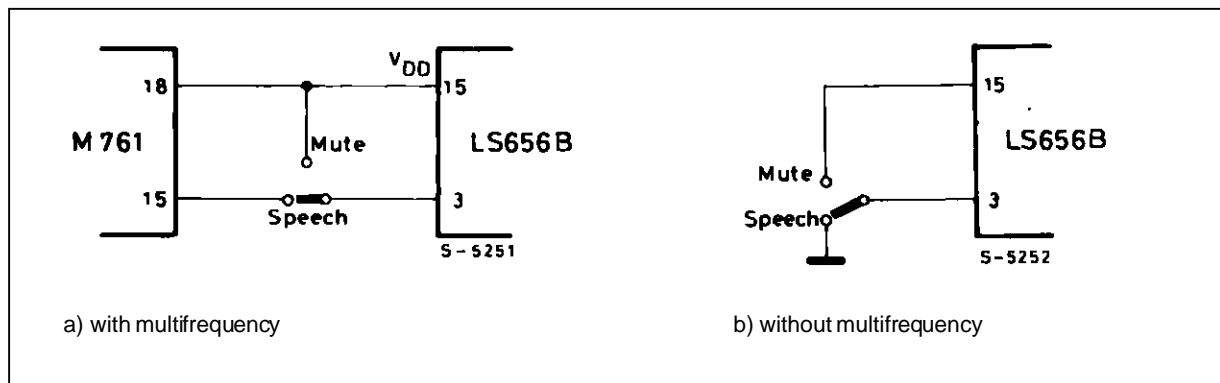 V DD
18
15
M 761
Mute
LS656B
15
Speech
3
S-5251
a) with multifrequency
15
LS656B
Mute
Speech
3
S-5252
b) without multifrequency